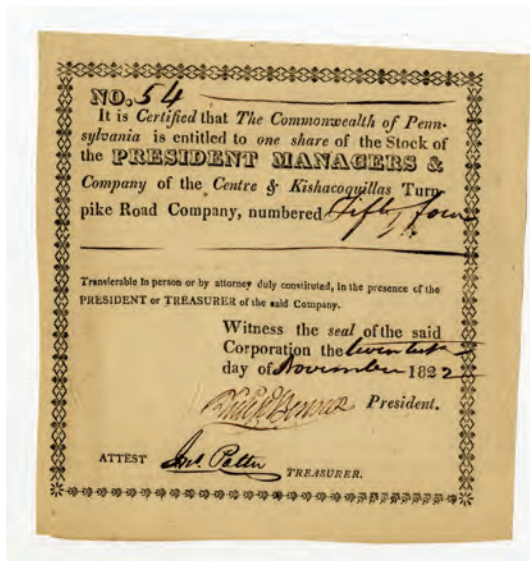 NO. 54
It is Certified that The Commonwealth of Penn-
sylvania is entitled to one share of the Stock of
the PRESIDENT MANAGERS &
Company of the Centre & Kishacoquillas Turn-
pike Road Company, numbered Fifty four
Transferable in person or by attorney duly constituted, in the presence of the
PRESIDENT or TREASURER of the said Company.
Witness the seal of the said
Corporation the
day of November 1822
President.
ATTEST Jno. Patton
TREASURER.